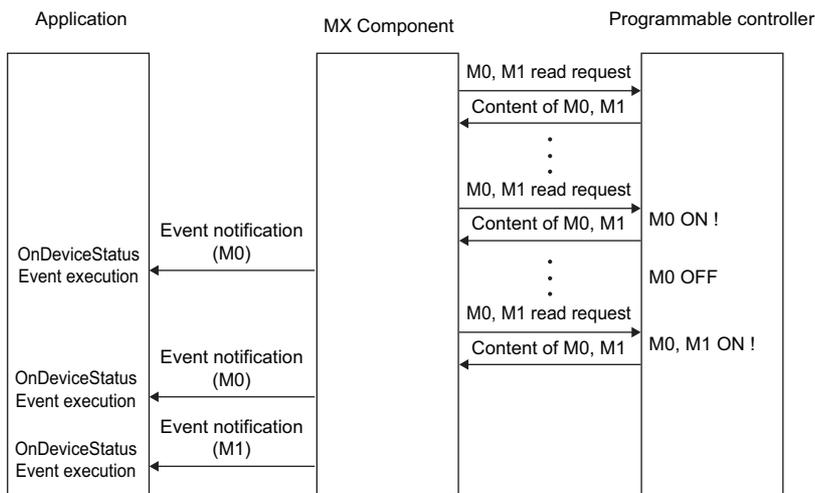 Application
MX Component
Programmable controller
M0, M1 read request
Content of M0, M1
M0, M1 read request
Content of M0, M1
M0 ON !
Event notification
(M0)
OnDeviceStatus
Event execution
M0 OFF
M0, M1 read request
Content of M0, M1
M0, M1 ON !
Event notification
(M0)
OnDeviceStatus
Event execution
Event notification
(M1)
OnDeviceStatus
Event execution